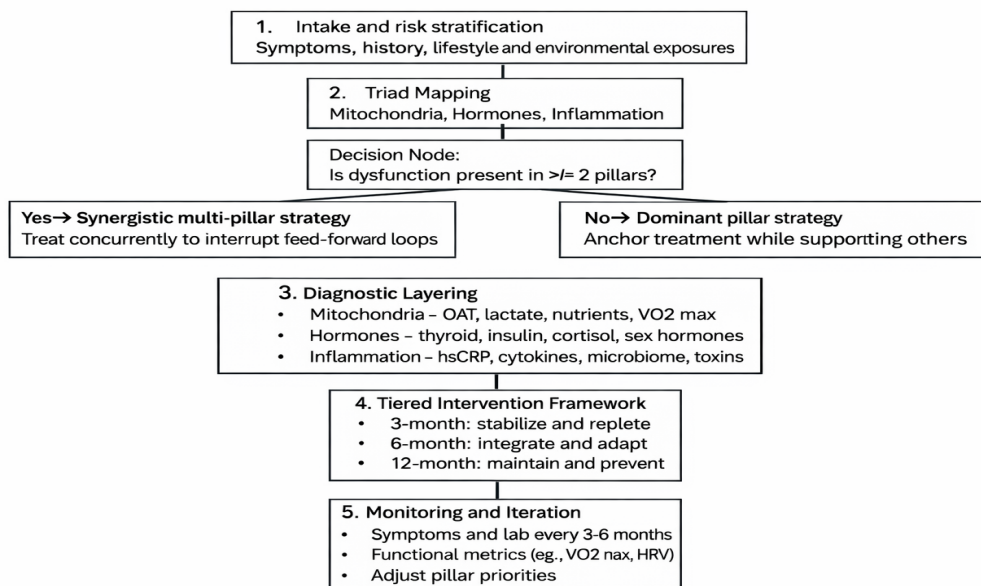 1. Intake and risk stratification
Symptoms, history, lifestyle and environmental exposures
2. Triad Mapping
Mitochondria, Hormones, Inflammation
Decision Node:
Is dysfunction present in >/= 2 pillars?
Yes→ Synergistic multi-pillar strategy
Treat concurrently to interrupt feed-forward loops
No→ Dominant pillar strategy
Anchor treatment while supporting others
3. Diagnostic Layering
• Mitochondria – OAT, lactate, nutrients, VO2 max
• Hormones – thyroid, insulin, cortisol, sex hormones
• Inflammation – hsCRP, cytokines, microbiome, toxins
4. Tiered Intervention Framework
• 3-month: stabilize and replete
• 6-month: integrate and adapt
• 12-month: maintain and prevent
5. Monitoring and Iteration
• Symptoms and lab every 3-6 months
• Functional metrics (eg., VO2 nax, HRV)
• Adjust pillar priorities